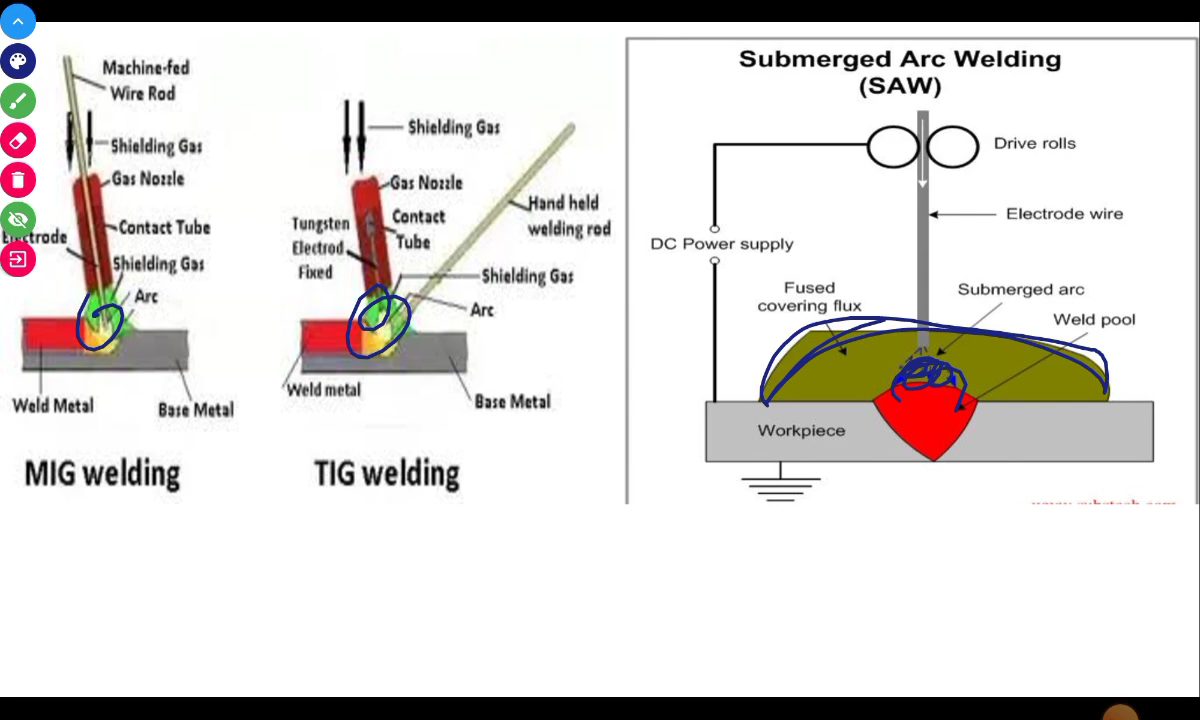 Machine-fed
Wire Rod
Shielding Gas
Gas Nozzle
Electrode
Contact Tube
Shielding Gas
Arc
Weld Metal
Base Metal
MIG welding
Shielding Gas
Gas Nozzle
Tungsten
Electrod
Fixed
Contact
Tube
Hand held
welding rod
Shielding Gas
Arc
Weld metal
Base Metal
TIG welding
Submerged Arc Welding
(SAW)
Drive rolls
Electrode wire
DC Power supply
Fused
covering flux
Submerged arc
Weld pool
Workpiece